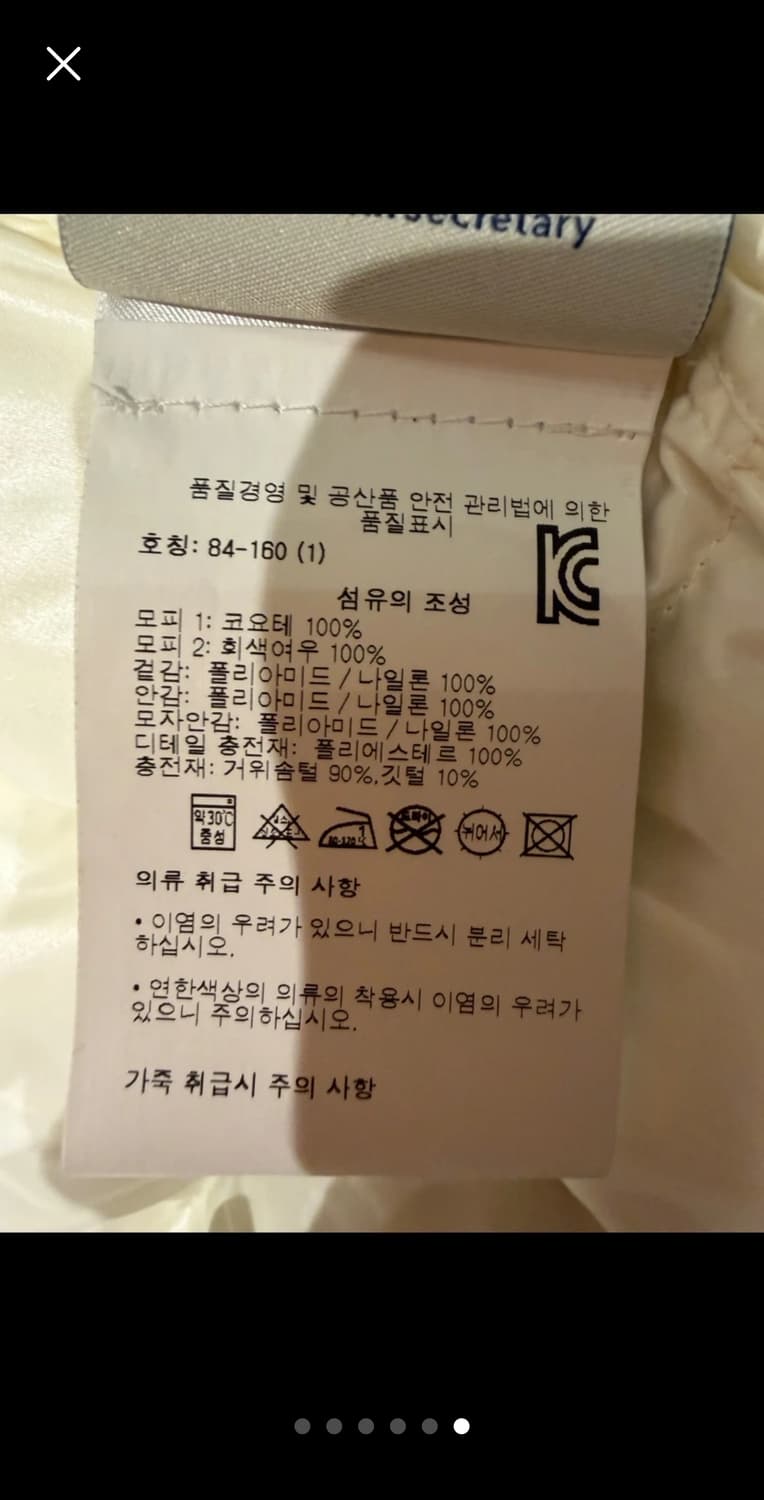 secretary
품질경영 및 공산품 안전 관리법에 의한
품질표시
호칭: 84-160 (1)
섬유의 조성
모피 1: 코요테 100%
모피 2: 회색여우 100%
겉감: 폴리아미드 / 나일론 100%
안감: 폴리아미드 / 나일론 100%
모자안감: 폴리아미드 / 나일론 100%
디테일 충전재: 폴리에스테르 100%
충전재: 거위솜털 90%,깃털 10%
약30℃
중성
드라이
뉘어서
의류 취급 주의 사항
• 이염의 우려가 있으니 반드시 분리 세탁
하십시오.
• 연한색상의 의류의 착용시 이염의 우려가
있으니 주의하십시오.
가죽 취급시 주의 사항